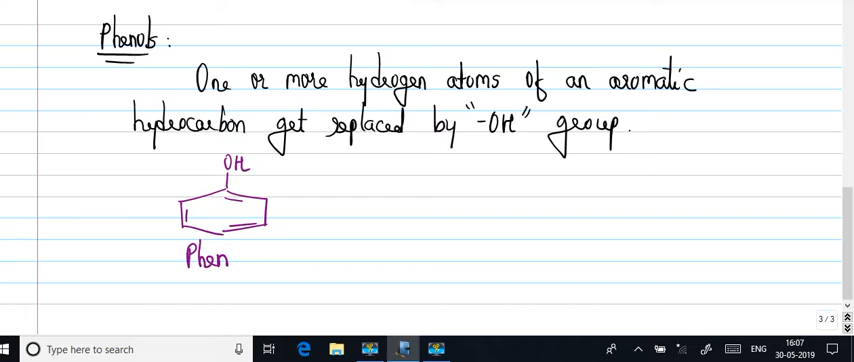 Phenols :
One or more hydrogen atoms of an aromatic
hydrocarbon get replaced by "-OH" group.
OH
Phen
3 / 3
Type here to search
ENG
16:07
30-05-2019